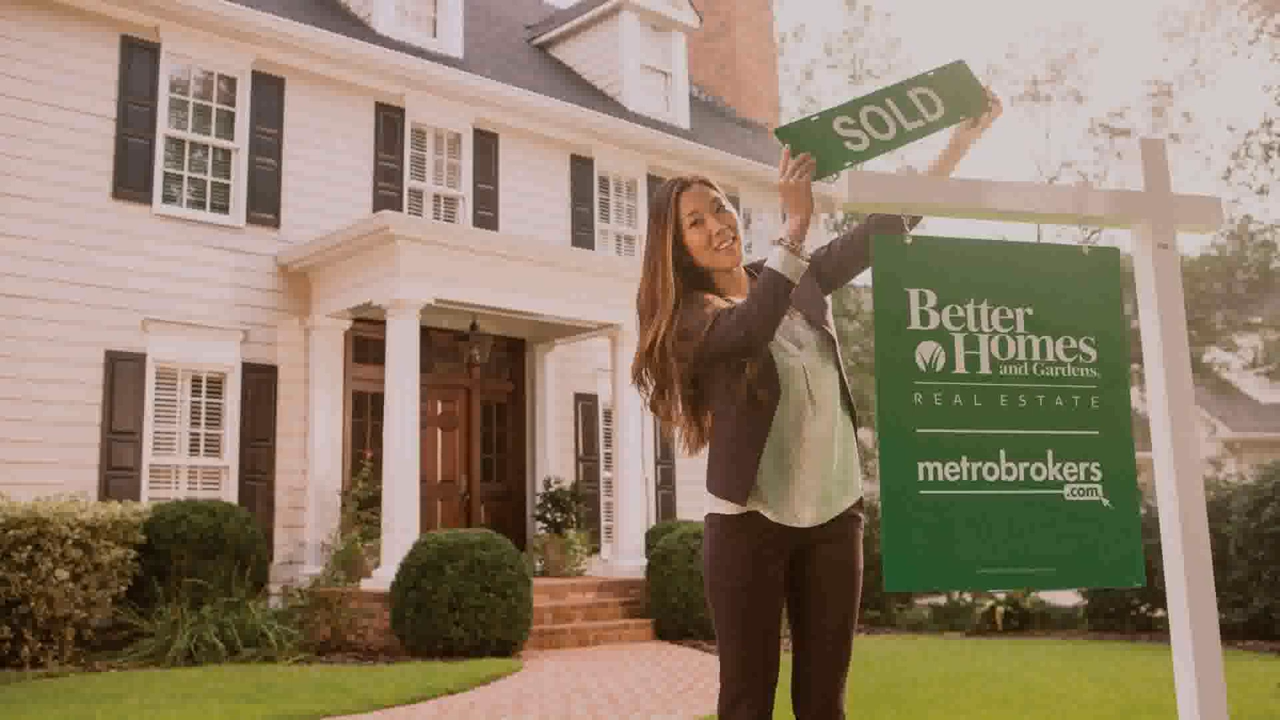 SOLD
Better
Homes
and Gardens
REAL ESTATE
metrobrokers
.com